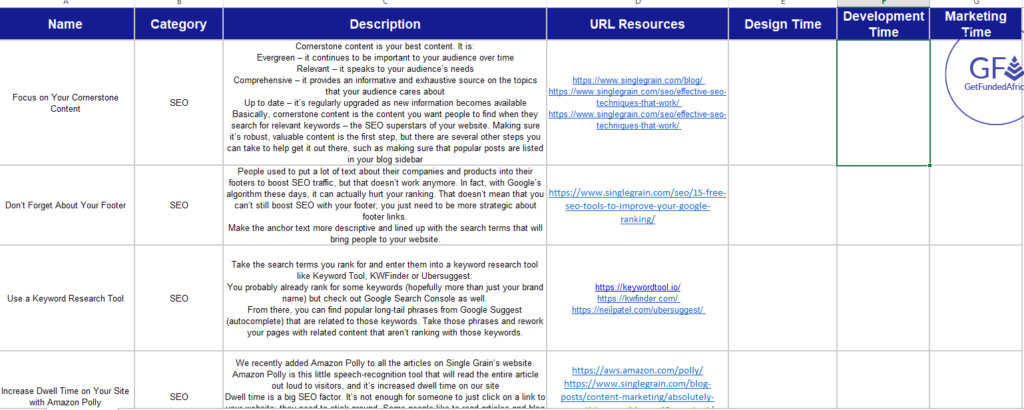 A B C D E F G
Name Category Description URL Resources Design Time Development Time Marketing Time
GFA
GetFundedAfric
Focus on Your Cornerstone
Content
SEO
Cornerstone content is your best content. It is:
Evergreen – it continues to be important to your audience over time
Relevant – it speaks to your audience's needs
Comprehensive – it provides an informative and exhaustive source on the topics
that your audience cares about
Up to date – it's regularly upgraded as new information becomes available
Basically, cornerstone content is the content you want people to find when they
search for relevant keywords – the SEO superstars of your website. Making sure
it's robust, valuable content is the first step, but there are several other steps you
can take to help get it out there, such as making sure that popular posts are listed
in your blog sidebar
https://www.singlegrain.com/blog/
https://www.singlegrain.com/seo/effective-seo-
techniques-that-work/
https://www.singlegrain.com/seo/effective-seo-
techniques-that-work/
Don't Forget About Your Footer
SEO
People used to put a lot of text about their companies and products into their
footers to boost SEO traffic, but that doesn't work anymore. In fact, with Google's
algorithm these days, it can actually hurt your ranking. That doesn't mean that you
can't still boost SEO with your footer; you just need to be more strategic about
footer links.
Make the anchor text more descriptive and lined up with the search terms that will
bring people to your website.
https://www.singlegrain.com/seo/15-free-
seo-tools-to-improve-your-google-
ranking/
Use a Keyword Research Tool
SEO
Take the search terms you rank for and enter them into a keyword research tool
like Keyword Tool, KWFinder or Ubersuggest:
You probably already rank for some keywords (hopefully more than just your brand
name) but check out Google Search Console as well.
From there, you can find popular long-tail phrases from Google Suggest
(autocomplete) that are related to those keywords. Take those phrases and rework
your pages with related content that aren't ranking with those keywords.
https://keywordtool.io/
https://kwfinder.com/
https://neilpatel.com/ubersuggest/
Increase Dwell Time on Your Site
with Amazon Polly
SEO
We recently added Amazon Polly to all the articles on Single Grain's website.
Amazon Polly is this little speech-recognition tool that will read the entire article
out loud to visitors, and it's increased dwell time on our site
Dwell time is a big SEO factor. It's not enough for someone to just click on a link to
https://aws.amazon.com/polly/
https://www.singlegrain.com/blog-
posts/content-marketing/absolutely-